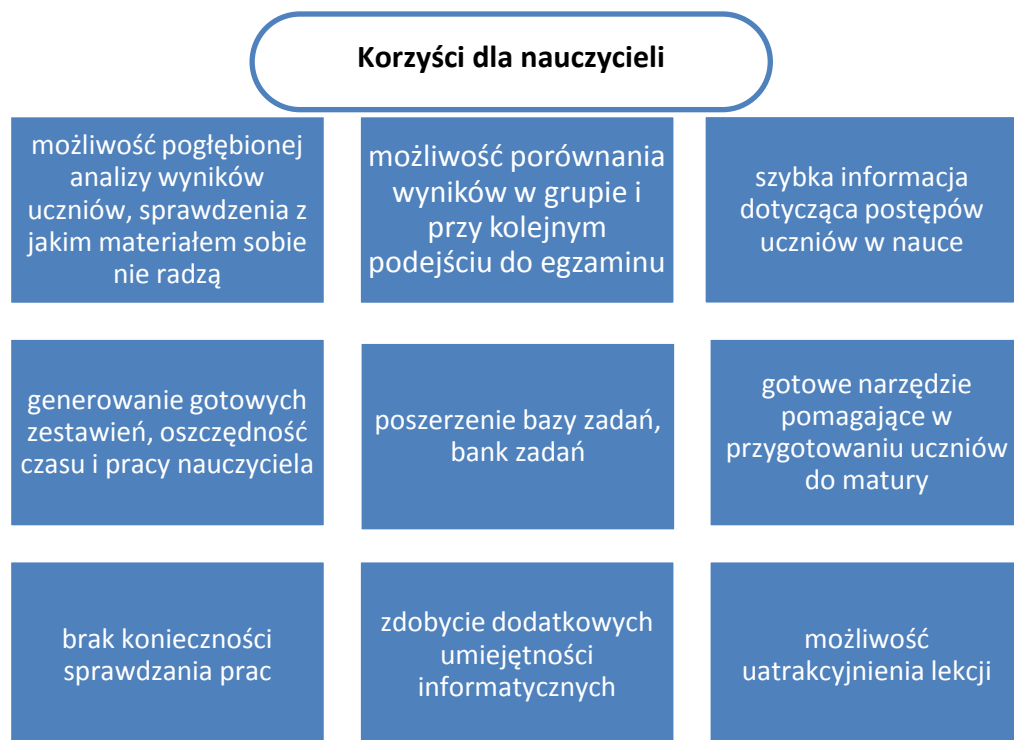 Korzyści dla nauczycieli
możliwość pogłębionej
analizy wyników
uczniów, sprawdzenia z
jakim materiałem sobie
nie radzą
możliwość porównania
wyników w grupie i
przy kolejnym
podejściu do egzaminu
szybka informacja
dotycząca postępów
uczniów w nauce
generowanie gotowych
zestawień, oszczędność
czasu i pracy nauczyciela
poszerzenie bazy zadań,
bank zadań
gotowe narzędzie
pomagające w
przygotowaniu uczniów
do matury
brak konieczności
sprawdzania prac
zdobycie dodatkowych
umiejętności
informatycznych
możliwość
uatrakcyjnienia lekcji